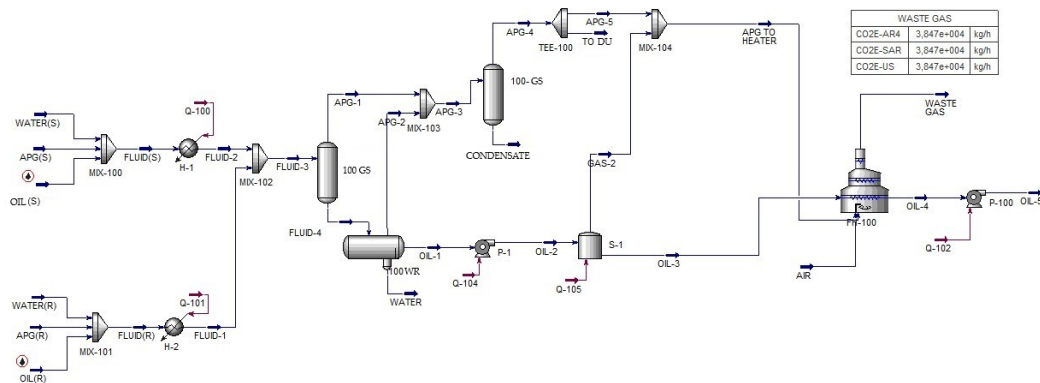 WASTE GAS
CO2E-AR4 3,847e+004 kg/h
CO2E-SAR 3,847e+004 kg/h
CO2E-US 3,847e+004 kg/h
APG-4
APG-5
TEE-100
TO DU
MIX-104
APG TO
HEATER
100-GS
CONDENSATE
APG-1
APG-2
MIX-103
APG-3
GAS-2
WASTE
GAS
WATER(S)
APG(S)
OIL(S)
MIX-100
FLUID(S)
Q-100
H-1
FLUID-2
MIX-102
FLUID-3
100 GS
FLUID-4
100WR
WATER
OIL-1
P-1
Q-104
OIL-2
S-1
Q-105
OIL-3
FH-100
AIR
OIL-4
P-100
Q-102
OIL-5
WATER(R)
APG(R)
OIL(R)
MIX-101
FLUID(R)
Q-101
H-2
FLUID-1